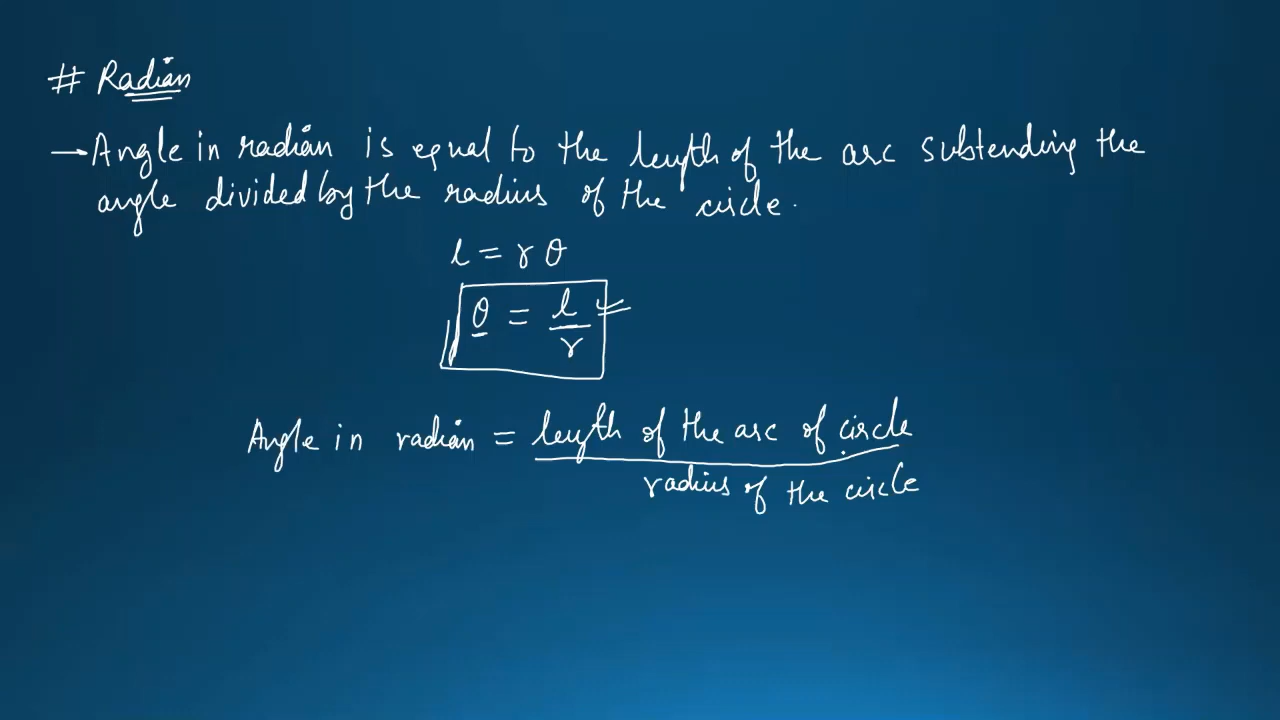 # Radian
→ Angle in radian is equal to the length of the arc subtending the
angle divided by the radius of the circle.
l = r θ
θ = l/r
Angle in radian = length of the arc of circle
radius of the circle